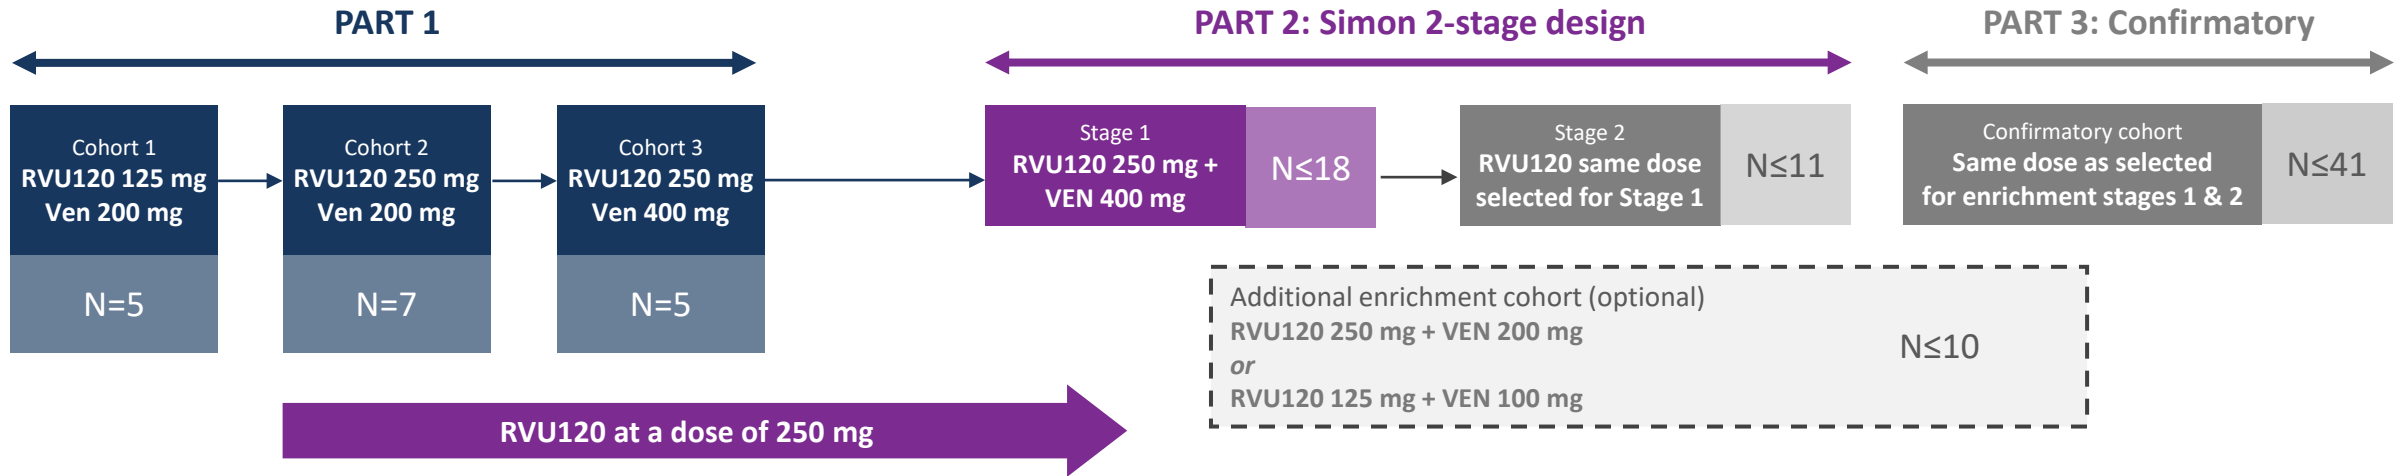 PART 1
Cohort 1
RVU120 125 mg
Ven 200 mg
N=5
Cohort 2
RVU120 250 mg
Ven 200 mg
N=7
Cohort 3
RVU120 250 mg
Ven 400 mg
N=5
RVU120 at a dose of 250 mg
PART 2: Simon 2-stage design
Stage 1
RVU120 250 mg +
VEN 400 mg
N≤18
Stage 2
RVU120 same dose
selected for Stage 1
N≤11
Additional enrichment cohort (optional)
RVU120 250 mg + VEN 200 mg
or
RVU120 125 mg + VEN 100 mg
N≤10
PART 3: Confirmatory
Confirmatory cohort
Same dose as selected
for enrichment stages 1 & 2
N≤41